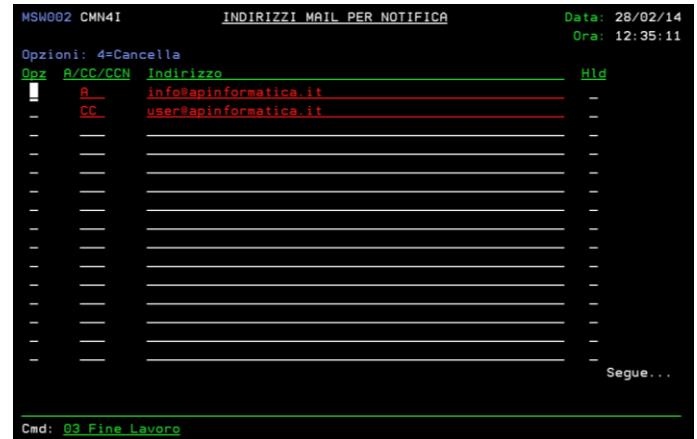 MSW002 CMN4I INDIRIZZI MAIL PER NOTIFICA Data: 28/02/14
Ora: 12:35:11
Opzioni: 4=Cancella
Opz A/CC/CCN Indirizzo Hld
A info@apinformatica.it
CC user@apinformatica.it
Segue...
Cmd: 03 Fine Lavoro